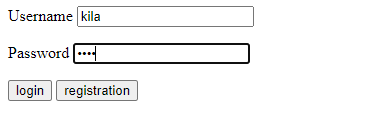 Username kila
Password ••••
login registration